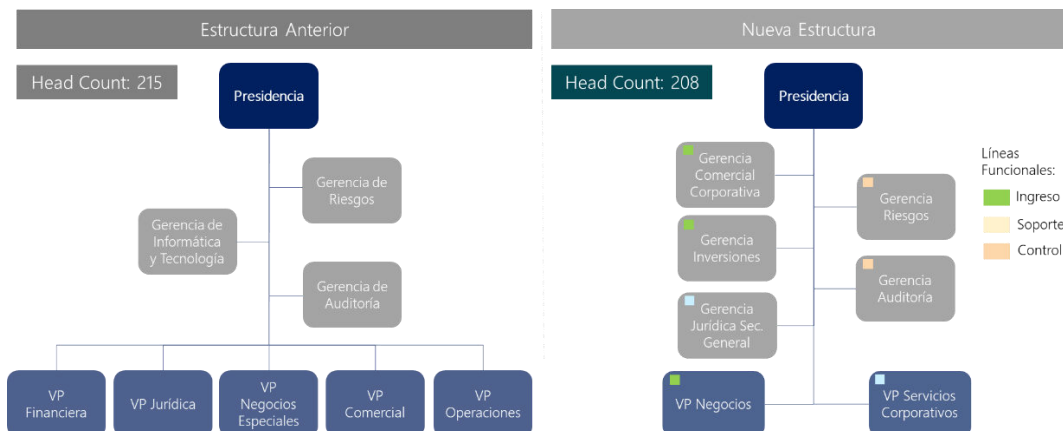 Estructura Anterior
Head Count: 215
Presidencia
Gerencia de
Riesgos
Gerencia de
Informática
y Tecnología
Gerencia de
Auditoría
VP
Financiera
VP Jurídica
VP
Negocios
Especiales
VP
Comercial
VP
Operaciones
Nueva Estructura
Head Count: 208
Presidencia
Gerencia
Comercial
Corporativa
Gerencia
Riesgos
Gerencia
Inversiones
Gerencia
Auditoría
Gerencia
Jurídica Sec.
General
VP Negocios
VP Servicios
Corporativos
Líneas
Funcionales:
Ingreso
Soporte
Control